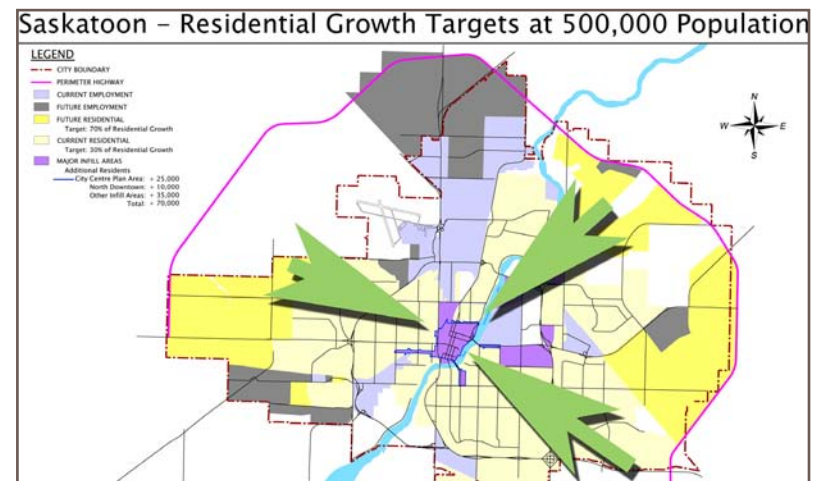 Saskatoon - Residential Growth Targets at 500,000 Population
LEGEND
CITY BOUNDARY
PERIMETER HIGHWAY
CURRENT EMPLOYMENT
FUTURE EMPLOYMENT
FUTURE RESIDENTIAL
Target: 70% of Residential Growth
CURRENT RESIDENTIAL
Target: 30% of Residential Growth
MAJOR INFILL AREAS
Additional Residents
City Centre Plan Area: + 25,000
North Downtown: + 10,000
Other Infill Areas: + 35,000
Total: + 70,000
N
W E
S